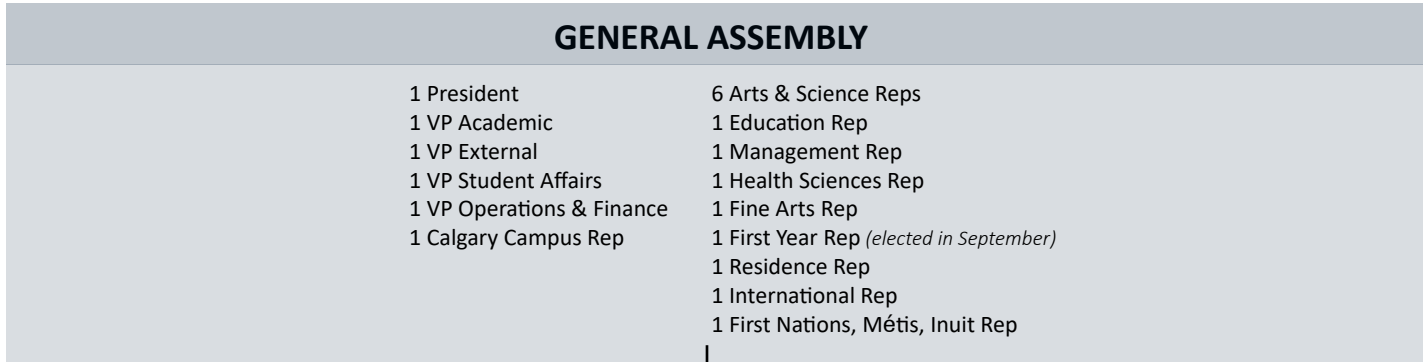 GENERAL ASSEMBLY
1 President
1 VP Academic
1 VP External
1 VP Student Affairs
1 VP Operations & Finance
1 Calgary Campus Rep
6 Arts & Science Reps
1 Education Rep
1 Management Rep
1 Health Sciences Rep
1 Fine Arts Rep
1 First Year Rep (elected in September)
1 Residence Rep
1 International Rep
1 First Nations, Métis, Inuit Rep